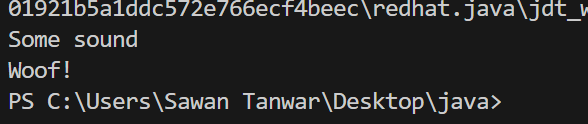 01921b5a1ddc572e766ecf4beec\redhat.java\jdt_w
Some sound
Woof!
PS C:\Users\Sawan Tanwar\Desktop\java>